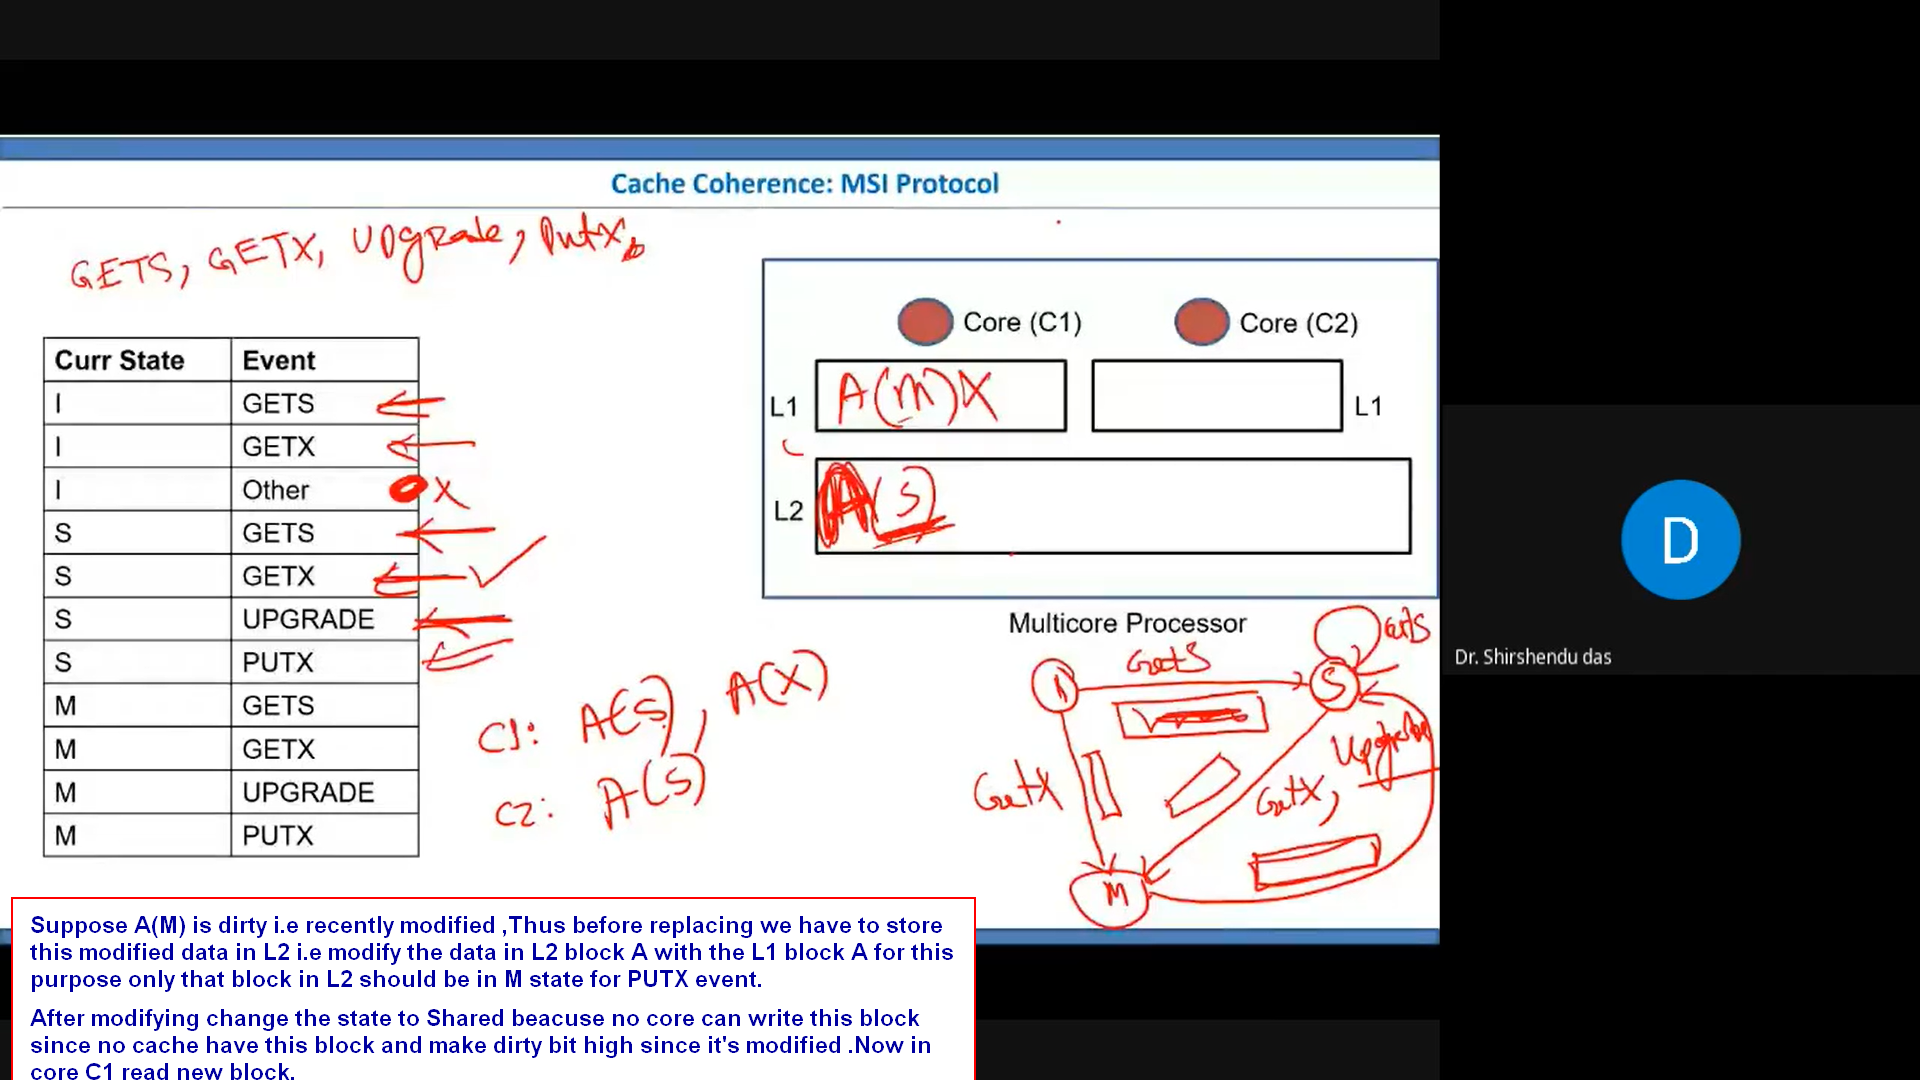 Cache Coherence: MSI Protocol
GETS, GETX, Upgrade, PutX
Curr State Event
I GETS
I GETX
I Other X
S GETS
S GETX
S UPGRADE
S PUTX
M GETS
M GETX
M UPGRADE
M PUTX
C1: A(S), A(X)
C2: A(S)
Core (C1) Core (C2)
L1 A(M)X L1
L2 A(S)
Multicore Processor
GetS GetS
I S
Upgrade
GetX GetX,
M
D
Dr. Shirshendu das
Suppose A(M) is dirty i.e recently modified ,Thus before replacing we have to store
this modified data in L2 i.e modify the data in L2 block A with the L1 block A for this
purpose only that block in L2 should be in M state for PUTX event.
After modifying change the state to Shared beacuse no core can write this block
since no cache have this block and make dirty bit high since it's modified .Now in
core C1 read new block.